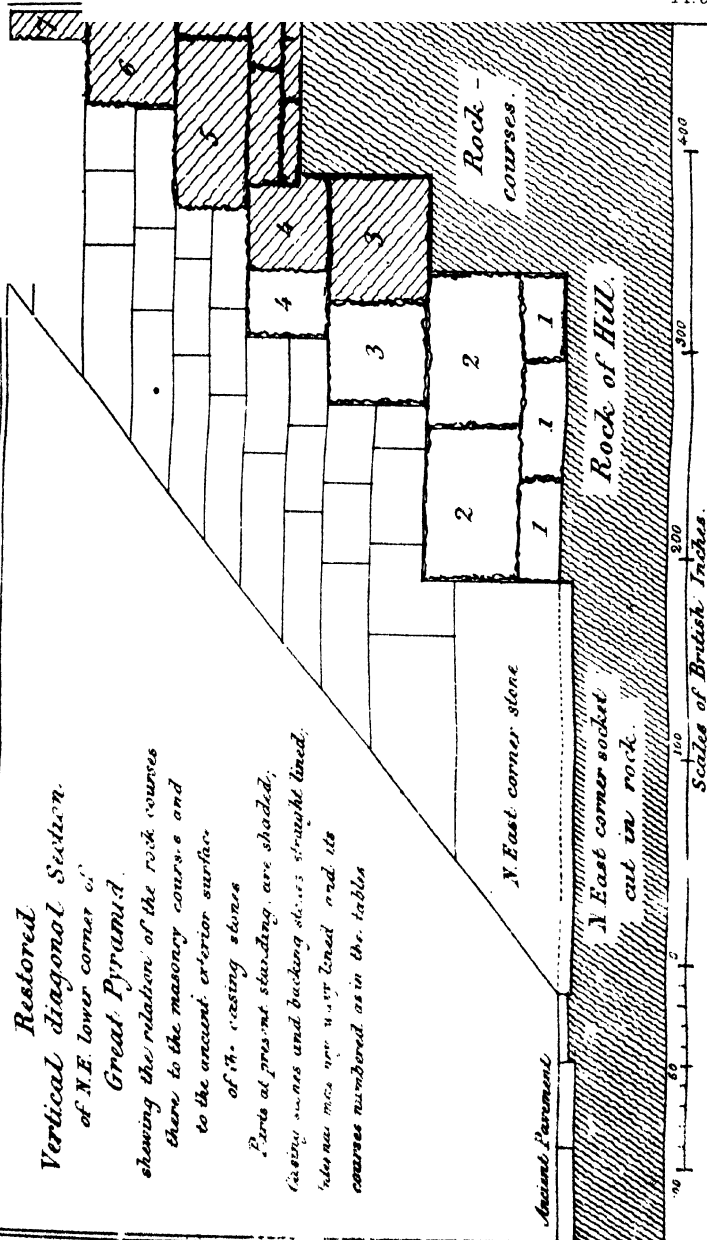 Restored
Vertical diagonal Section
of N.E. lower corner of
Great Pyramid.
shewing the relation of the rock courses
there to the masonry courses and
to the ancient exterior surface
of the casing stones
Parts at present standing, are shaded;
Casing stones and backing stones straight lined;
and its
courses numbered as in the tables
7
6
5
4
4
3
3
2
2
1
1
1
Rock-
courses.
Rock of Hill.
N. East corner stone
N East corner socket
cut in rock.
Ancient Pavement
50
0
100
200
300
400
Scales of British Inches.